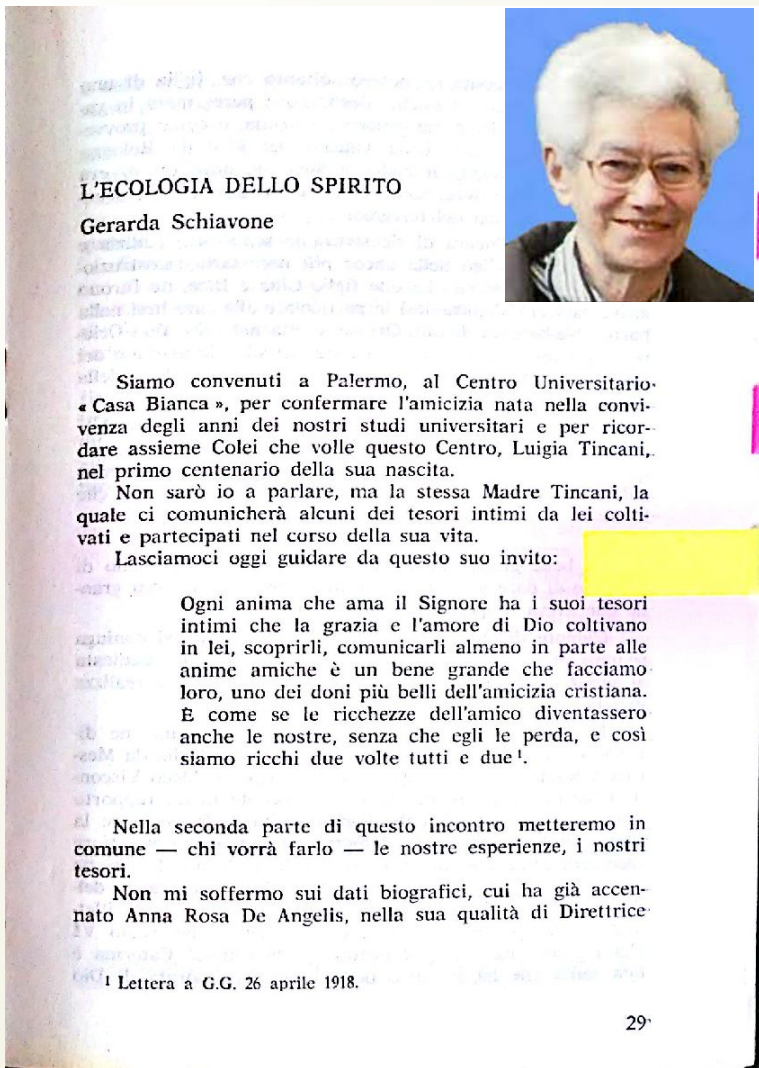 L'ECOLOGIA DELLO SPIRITO
Gerarda Schiavone
Siamo convenuti a Palermo, al Centro Universitario
« Casa Bianca », per confermare l'amicizia nata nella convi-
venza degli anni dei nostri studi universitari e per ricor-
dare assieme Colei che volle questo Centro, Luigia Tincani,
nel primo centenario della sua nascita.
Non sarò io a parlare, ma la stessa Madre Tincani, la
quale ci comunicherà alcuni dei tesori intimi da lei colti-
vati e partecipati nel corso della sua vita.
Lasciamoci oggi guidare da questo suo invito:
Ogni anima che ama il Signore ha i suoi tesori
intimi che la grazia e l'amore di Dio coltivano
in lei, scoprirli, comunicarli almeno in parte alle
anime amiche è un bene grande che facciamo
loro, uno dei doni più belli dell'amicizia cristiana.
È come se le ricchezze dell'amico diventassero
anche le nostre, senza che egli le perda, e così
siamo ricchi due volte tutti e due¹.
Nella seconda parte di questo incontro metteremo in
comune — chi vorrà farlo — le nostre esperienze, i nostri
tesori.
Non mi soffermo sui dati biografici, cui ha già accen-
nato Anna Rosa De Angelis, nella sua qualità di Direttrice
¹ Lettera a G.G. 26 aprile 1918.
29